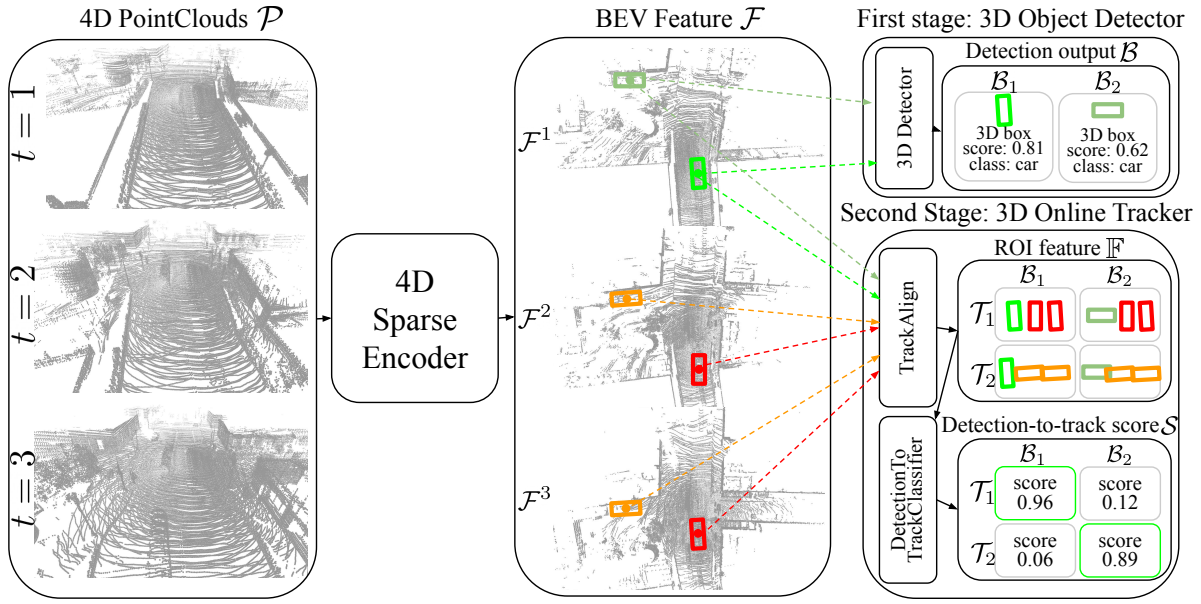 4D PointClouds 𝒫
t = 1
t = 2
t = 3
4D
Sparse
Encoder
BEV Feature ℱ
ℱ¹
ℱ²
ℱ³
First stage: 3D Object Detector
3D Detector
Detection output ℬ
ℬ₁
3D box
score: 0.81
class: car
ℬ₂
3D box
score: 0.62
class: car
Second Stage: 3D Online Tracker
TrackAlign
ROI feature 𝔽
ℬ₁ ℬ₂
𝒯₁
𝒯₂
DetectionTo
TrackClassifier
Detection-to-track score 𝒮
ℬ₁ ℬ₂
𝒯₁
score
0.96
score
0.12
𝒯₂
score
0.06
score
0.89